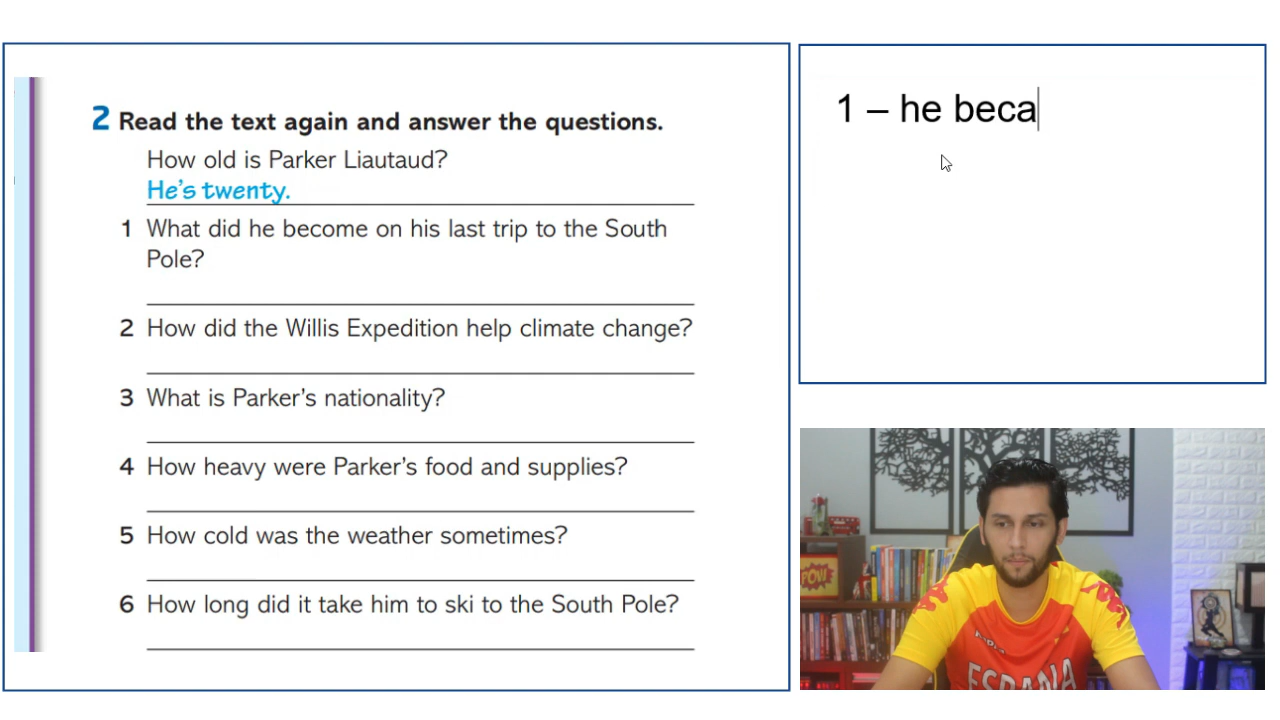 2 Read the text again and answer the questions.
How old is Parker Liautaud?
He's twenty.
1 What did he become on his last trip to the South
Pole?
2 How did the Willis Expedition help climate change?
3 What is Parker's nationality?
4 How heavy were Parker's food and supplies?
5 How cold was the weather sometimes?
6 How long did it take him to ski to the South Pole?
1 – he beca
POW
ESPAÑA